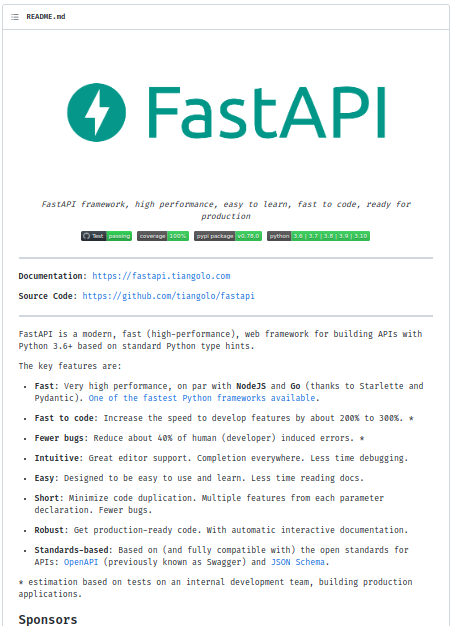 README.md
FastAPI
FastAPI framework, high performance, easy to learn, fast to code, ready for
production
Test passing coverage 100% pypi package v0.78.0 python 3.6 | 3.7 | 3.8 | 3.9 | 3.10
Documentation: https://fastapi.tiangolo.com
Source Code: https://github.com/tiangolo/fastapi
FastAPI is a modern, fast (high-performance), web framework for building APIs with
Python 3.6+ based on standard Python type hints.
The key features are:
• Fast: Very high performance, on par with NodeJS and Go (thanks to Starlette and
Pydantic). One of the fastest Python frameworks available.
• Fast to code: Increase the speed to develop features by about 200% to 300%. *
• Fewer bugs: Reduce about 40% of human (developer) induced errors. *
• Intuitive: Great editor support. Completion everywhere. Less time debugging.
• Easy: Designed to be easy to use and learn. Less time reading docs.
• Short: Minimize code duplication. Multiple features from each parameter
declaration. Fewer bugs.
• Robust: Get production-ready code. With automatic interactive documentation.
• Standards-based: Based on (and fully compatible with) the open standards for
APIs: OpenAPI (previously known as Swagger) and JSON Schema.
* estimation based on tests on an internal development team, building production
applications.
Sponsors